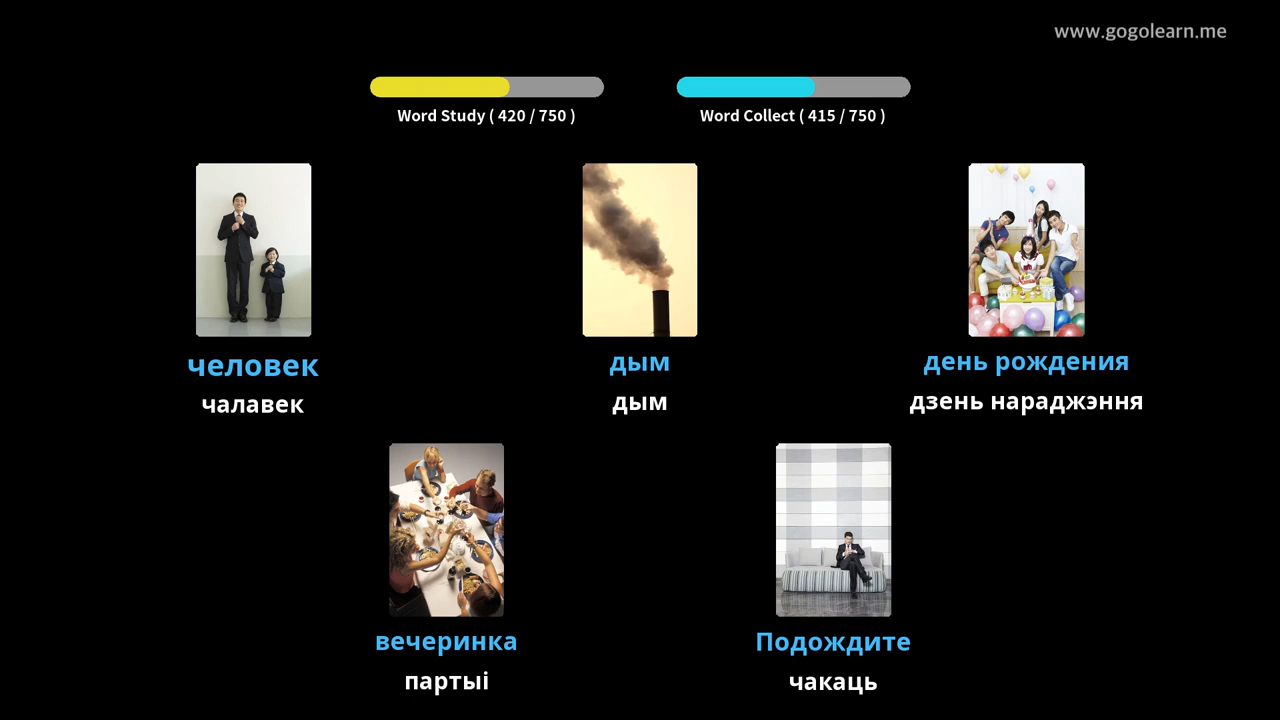 www.gogolearn.me
Word Study ( 420 / 750 )
Word Collect ( 415 / 750 )
человек
чалавек
дым
дым
день рождения
дзень нараджэння
вечеринка
партыі
Подождите
чакаць